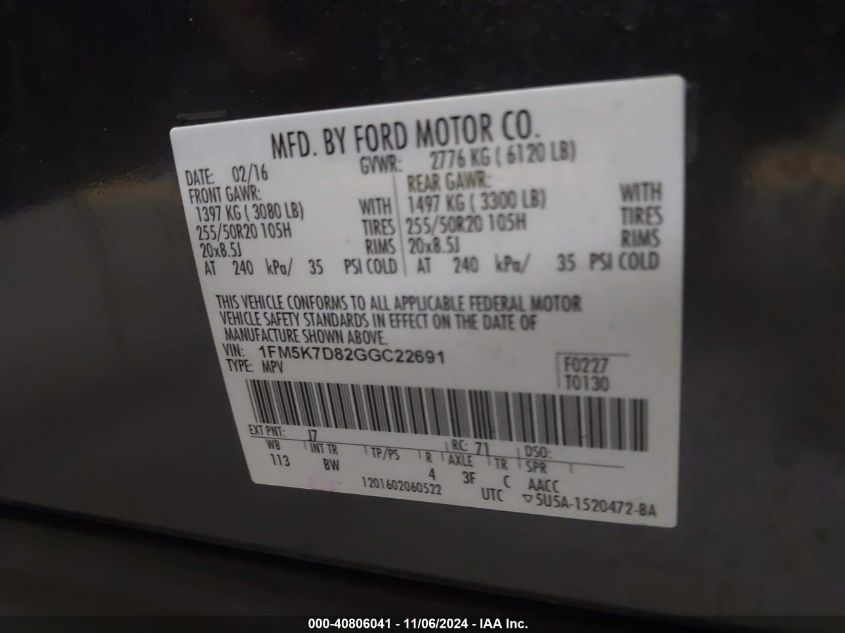 MFD. BY FORD MOTOR CO.
DATE: 02/16 GVWR: 2776 KG ( 6120 LB)
FRONT GAWR: REAR GAWR:
1397 KG ( 3080 LB) WITH 1497 KG ( 3300 LB) WITH
255/50R20 105H TIRES 255/50R20 105H TIRES
20x8.5J RIMS 20x8.5J RIMS
AT 240 kPa/ 35 PSI COLD AT 240 kPa/ 35 PSI COLD
THIS VEHICLE CONFORMS TO ALL APPLICABLE FEDERAL MOTOR
VEHICLE SAFETY STANDARDS IN EFFECT ON THE DATE OF
MANUFACTURE SHOWN ABOVE.
VIN: 1FM5K7D82GGC22691 F0227
TYPE: MPV T0130
EXT PNT: J7 RC: 71 DSO:
WB INT TR TP/PS R AXLE TR SPR
113 BW 4 3F C AACC
1201602060522 UTC ▽5U5A-1520472-BA
000-40806041 - 11/06/2024 - IAA Inc.